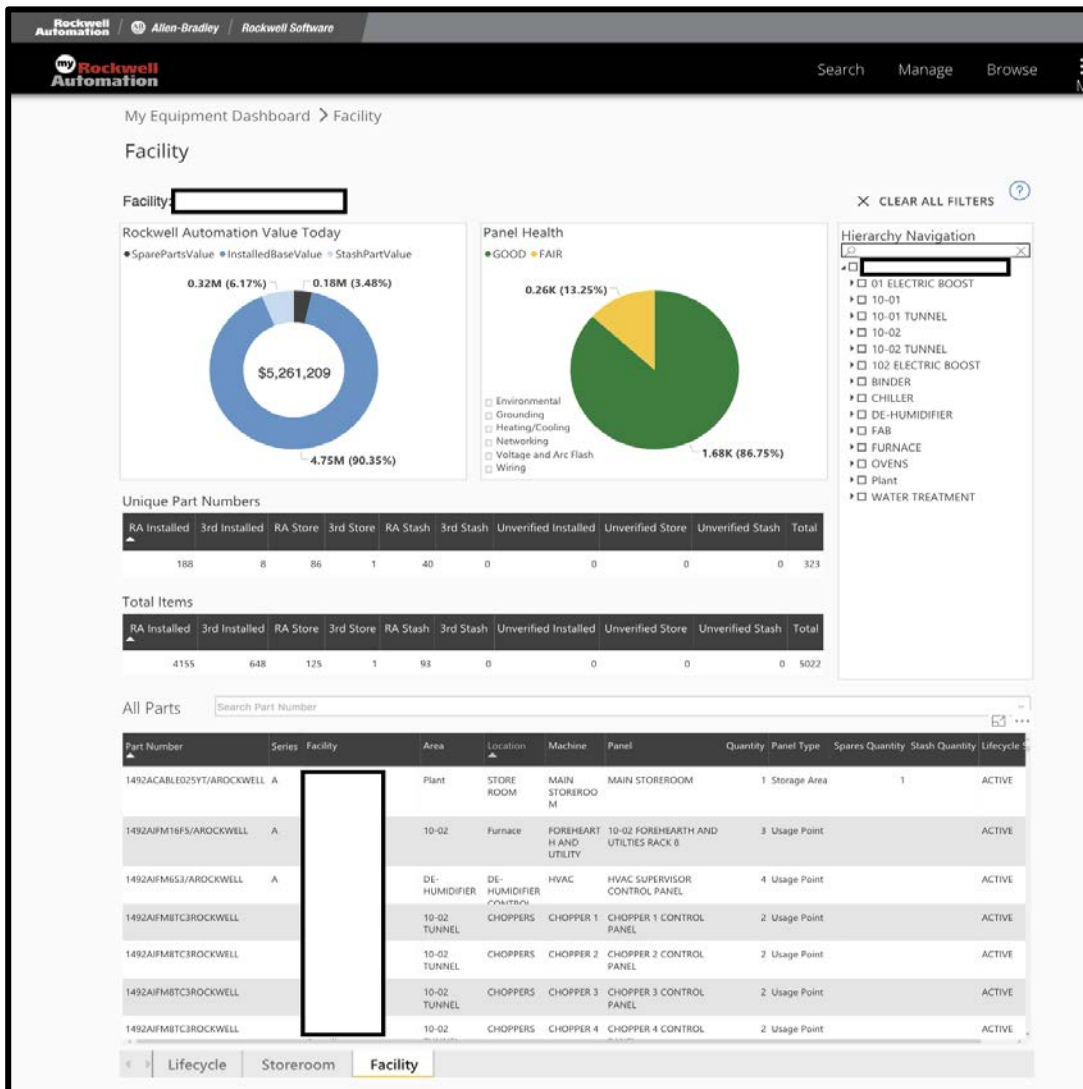 Rockwell Automation
AB Allen-Bradley
Rockwell Software
my Rockwell Automation
Search Manage Browse
My Equipment Dashboard > Facility
Facility
Facility:
CLEAR ALL FILTERS
?
Rockwell Automation Value Today
SparePartsValue InstalledBaseValue StashPartValue
0.32M (6.17%)
0.18M (3.48%)
$5,261,209
4.75M (90.35%)
Panel Health
GOOD FAIR
0.26K (13.25%)
Environmental
Grounding
Heating/Cooling
Networking
Voltage and Arc Flash
Wiring
1.68K (86.75%)
Hierarchy Navigation
01 ELECTRIC BOOST
10-01
10-01 TUNNEL
10-02
10-02 TUNNEL
102 ELECTRIC BOOST
BINDER
CHILLER
DE-HUMIDIFIER
FAB
FURNACE
OVENS
Plant
WATER TREATMENT
Unique Part Numbers
RA Installed 3rd Installed RA Store 3rd Store RA Stash 3rd Stash Unverified Installed Unverified Store Unverified Stash Total
188 8 86 1 40 0 0 0 0 323
Total Items
RA Installed 3rd Installed RA Store 3rd Store RA Stash 3rd Stash Unverified Installed Unverified Store Unverified Stash Total
4155 648 125 1 93 0 0 0 0 5022
All Parts
Search Part Number
Part Number Series Facility Area Location Machine Panel Quantity Panel Type Spares Quantity Stash Quantity Lifecycle
1492ACABLE025YT/AROCKWELL A Plant STORE MAIN MAIN STOREROOM 1 Storage Area 1 ACTIVE
ROOM STOREROO
M
1492AIFM16F5/AROCKWELL A 10-02 Furnace FOREHEART 10-02 FOREHEARTH AND 3 Usage Point ACTIVE
H AND UTILTIES RACK 8
UTILITY
1492AIFM6S3/AROCKWELL A DE- DE- HVAC HVAC SUPERVISOR 4 Usage Point ACTIVE
HUMIDIFIER HUMIDIFIER CONTROL PANEL
CONTROL
1492AIFM8TC3ROCKWELL 10-02 CHOPPERS CHOPPER 1 CHOPPER 1 CONTROL 2 Usage Point ACTIVE
TUNNEL PANEL
1492AIFM8TC3ROCKWELL 10-02 CHOPPERS CHOPPER 2 CHOPPER 2 CONTROL 2 Usage Point ACTIVE
TUNNEL PANEL
1492AIFM8TC3ROCKWELL 10-02 CHOPPERS CHOPPER 3 CHOPPER 3 CONTROL 2 Usage Point ACTIVE
TUNNEL PANEL
1492AIFM8TC3ROCKWELL 10-02 CHOPPERS CHOPPER 4 CHOPPER 4 CONTROL 2 Usage Point ACTIVE
Lifecycle Storeroom Facility